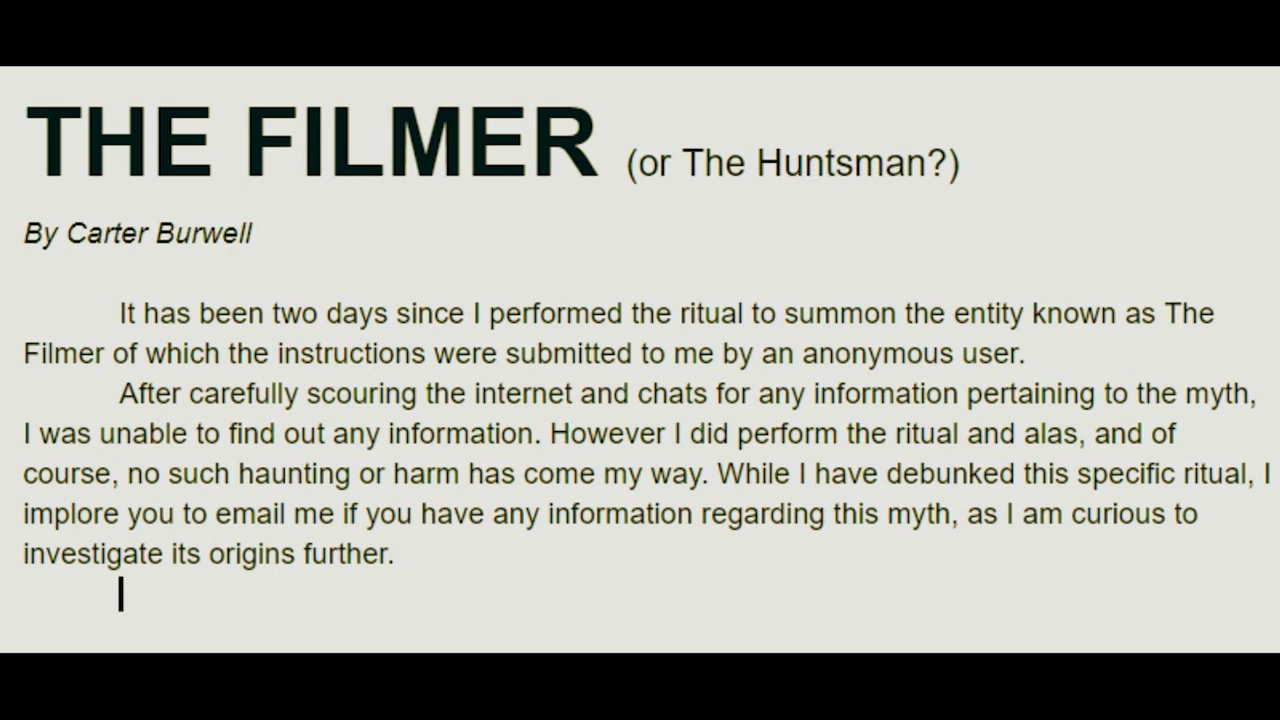 THE FILMER (or The Huntsman?)
By Carter Burwell
It has been two days since I performed the ritual to summon the entity known as The
Filmer of which the instructions were submitted to me by an anonymous user.
After carefully scouring the internet and chats for any information pertaining to the myth,
I was unable to find out any information. However I did perform the ritual and alas, and of
course, no such haunting or harm has come my way. While I have debunked this specific ritual, I
implore you to email me if you have any information regarding this myth, as I am curious to
investigate its origins further.